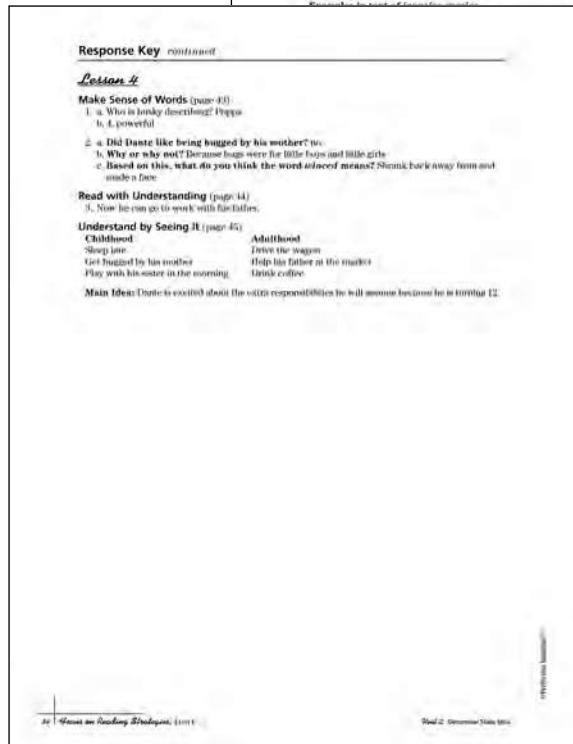 Examples in text of
Response Key continued
Lesson 4
Make Sense of Words (page 43)
1. a. Who is husky describing? Poppa
b. 4. powerful
2. a. Did Dante like being hugged by his mother? no
b. Why or why not? Because hugs were for little boys and little girls
c. Based on this, what do you think the word winced means? Shrank back away from and
made a face
Read with Understanding (page 44)
3. Now he can go to work with his father.
Understand by Seeing It (page 45)
Childhood Adulthood
Sleep late Drive the wagon
Get hugged by his mother Help his father at the market
Play with his sister in the morning Drink coffee
Main Idea: Dante is excited about the extra responsibilities he will assume because he is turning 12.
Focus on Reading Strategies,